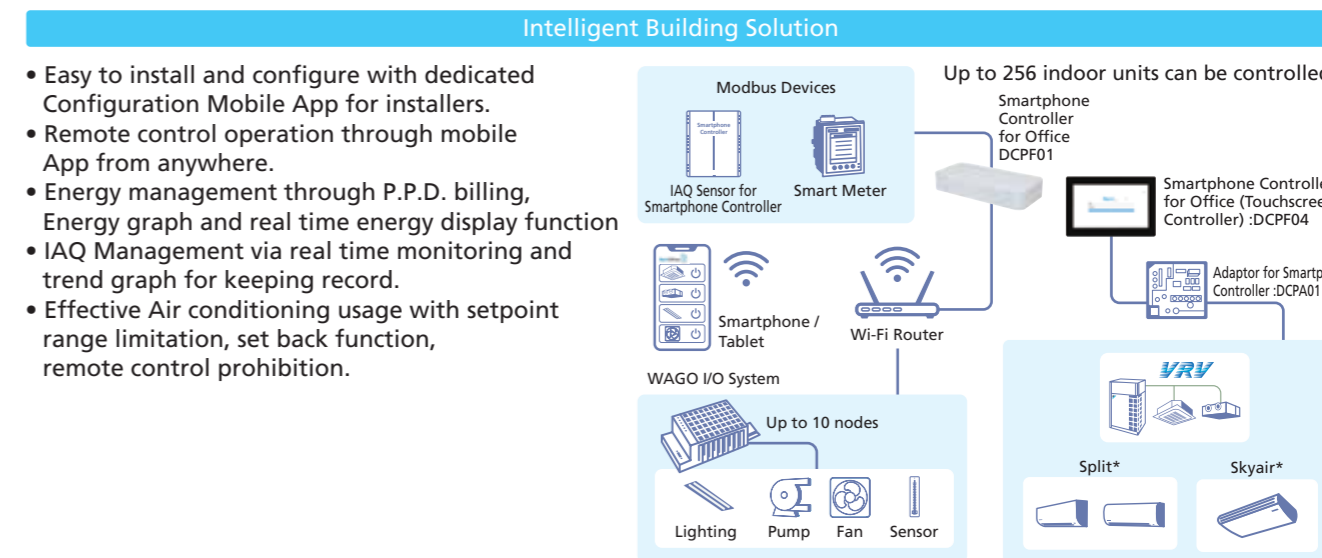 Intelligent Building Solution
• Easy to install and configure with dedicated
Configuration Mobile App for installers.
• Remote control operation through mobile
App from anywhere.
• Energy management through P.P.D. billing,
Energy graph and real time energy display function
• IAQ Management via real time monitoring and
trend graph for keeping record.
• Effective Air conditioning usage with setpoint
range limitation, set back function,
remote control prohibition.
Modbus Devices
Smartphone
Controller
IAQ Sensor for
Smartphone Controller
Smart Meter
Up to 256 indoor units can be controlled
Smartphone
Controller
for Office
DCPF01
Smartphone
Controller
for Office (Touchscreen
Controller) :DCPF04
Adaptor for
Controller :DCPA01
Smartphone /
Tablet
Wi-Fi Router
WAGO I/O System
Up to 10 nodes
Lighting
Pump
Fan
Sensor
VRV
Split*
Skyair*